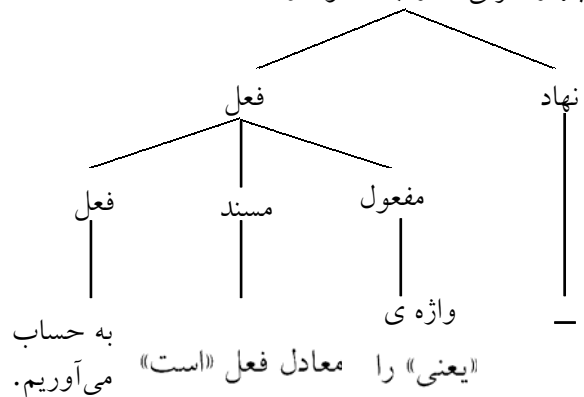 نهاد
فعل
مفعول
مسند
فعل
–
واژه ی
«یعنی» را
معادل فعل «است»
به حساب
می‌آوریم.